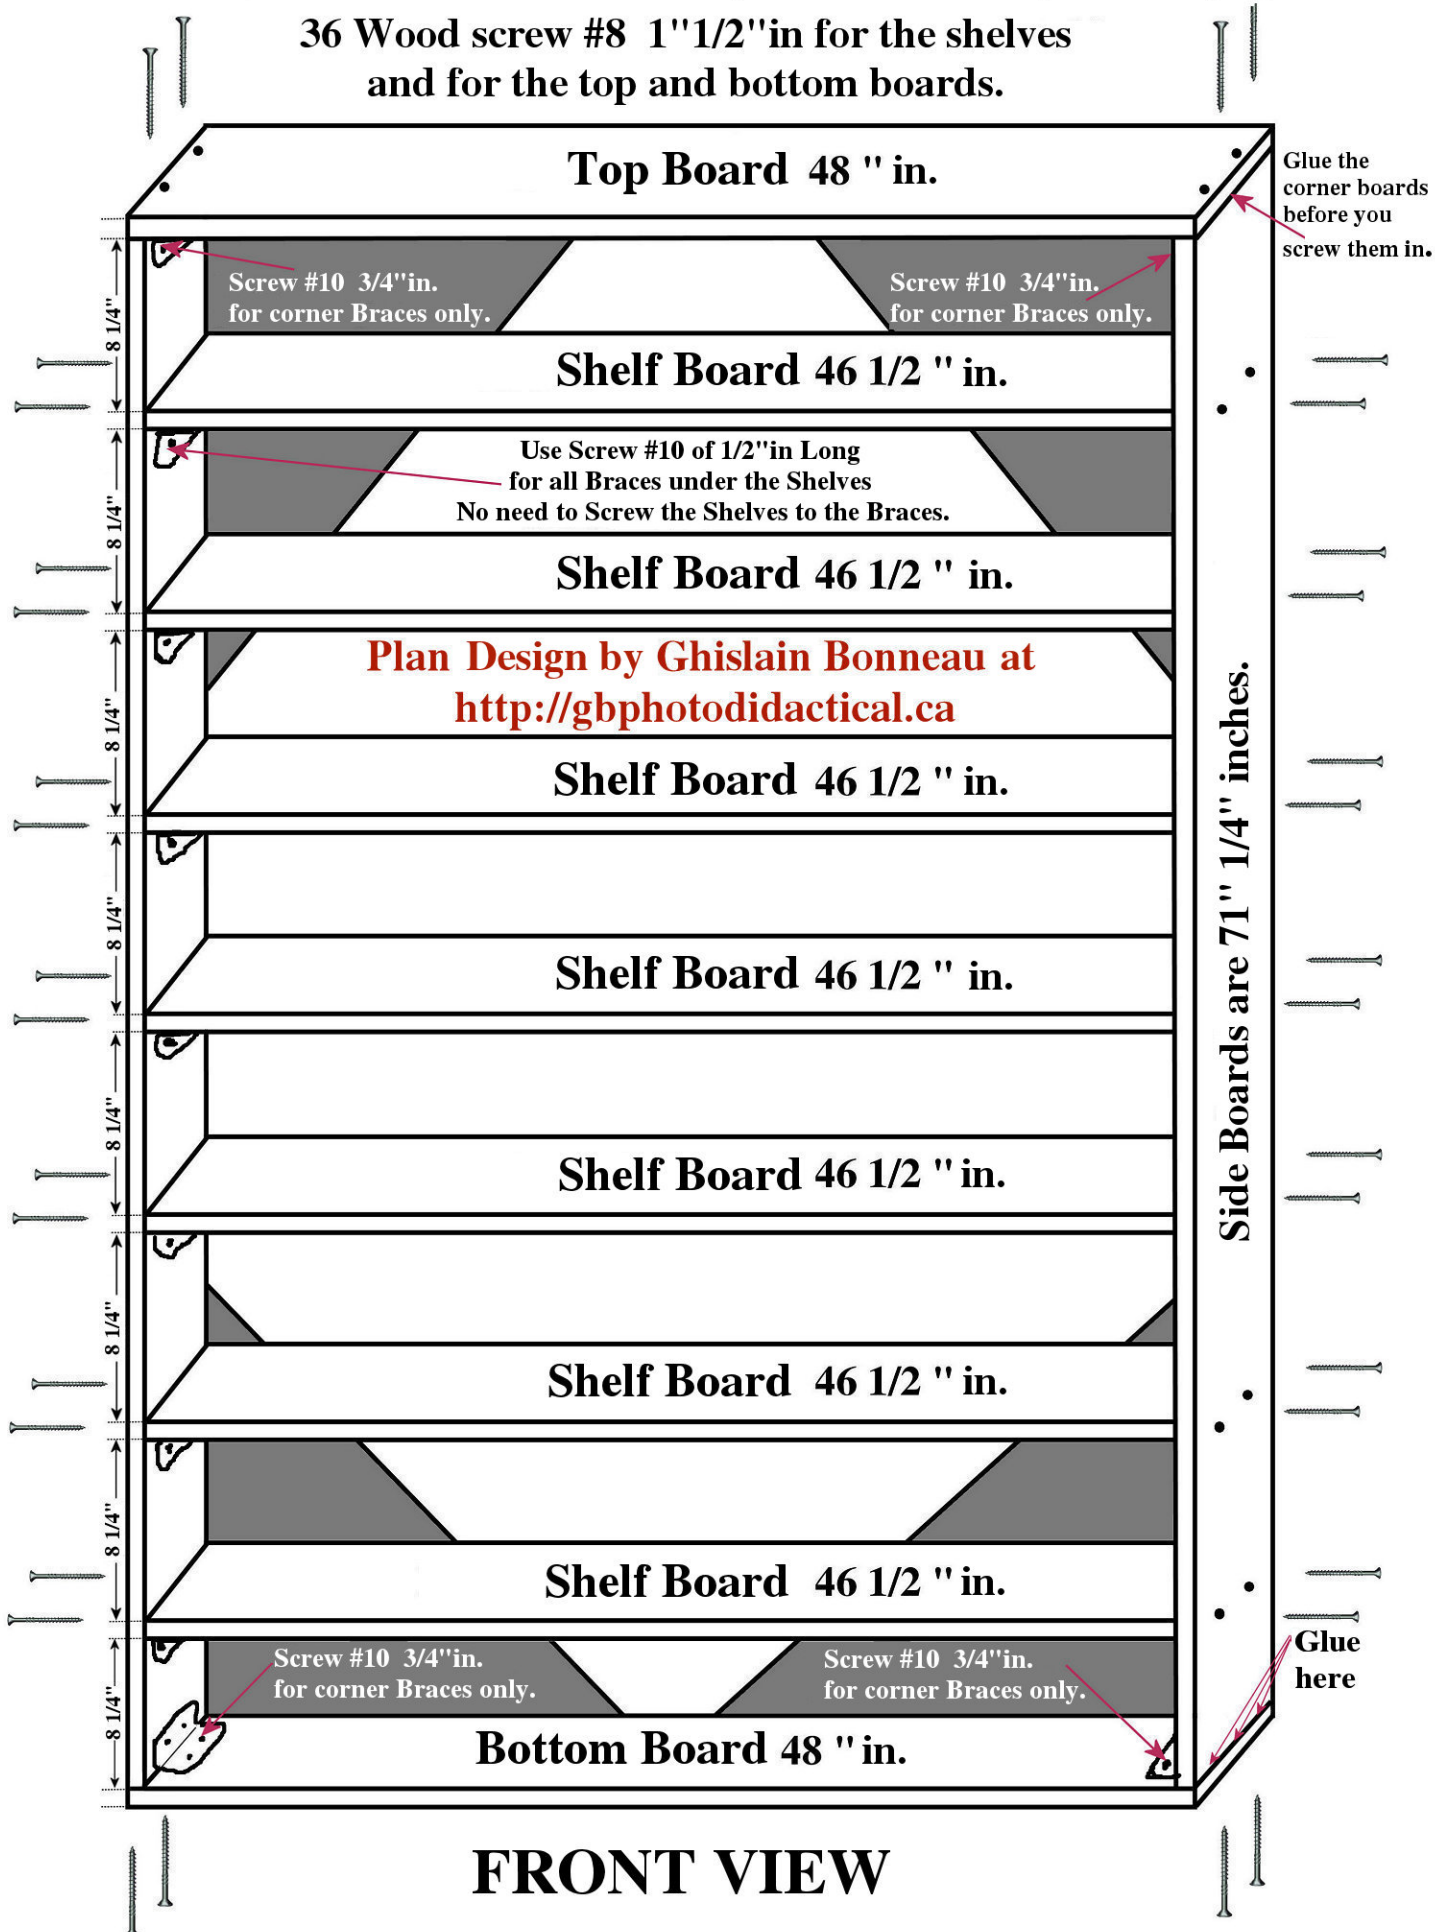 36 Wood screw #8 1"1/2"in for the shelves
and for the top and bottom boards.
Top Board 48 " in.
Glue the
corner boards
before you
screw them in.
Screw #10 3/4"in.
for corner Braces only.
Screw #10 3/4"in.
for corner Braces only.
8 1/4"
Shelf Board 46 1/2 " in.
Use Screw #10 of 1/2"in Long
for all Braces under the Shelves
No need to Screw the Shelves to the Braces.
8 1/4"
Shelf Board 46 1/2 " in.
Plan Design by Ghislain Bonneau at
http://gbphotodidactical.ca
8 1/4"
Shelf Board 46 1/2 " in.
Side Boards are 71" 1/4" inches.
8 1/4"
Shelf Board 46 1/2 " in.
8 1/4"
Shelf Board 46 1/2 " in.
8 1/4"
Shelf Board 46 1/2 " in.
8 1/4"
Shelf Board 46 1/2 " in.
Screw #10 3/4"in.
for corner Braces only.
Screw #10 3/4"in.
for corner Braces only.
Glue
here
8 1/4"
Bottom Board 48 " in.
FRONT VIEW